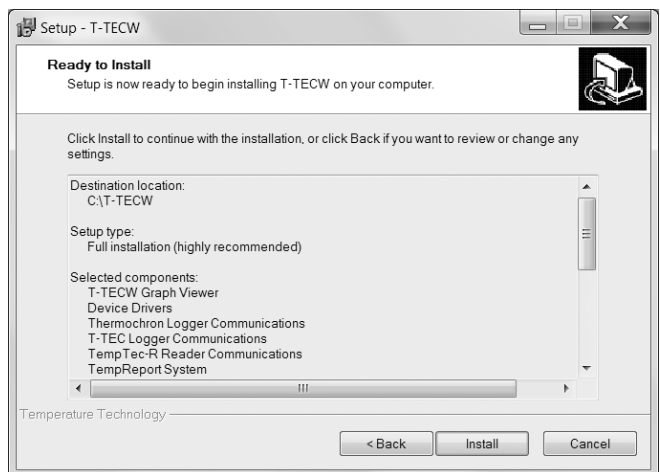 Setup - T-TECW
Ready to Install
Setup is now ready to begin installing T-TECW on your computer.
Click Install to continue with the installation, or click Back if you want to review or change any
settings.
Destination location:
C:\T-TECW
Setup type:
Full installation (highly recommended)
Selected components:
T-TECW Graph Viewer
Device Drivers
Thermochron Logger Communications
T-TEC Logger Communications
TempTec-R Reader Communications
TempReport System
Temperature Technology
< Back Install Cancel